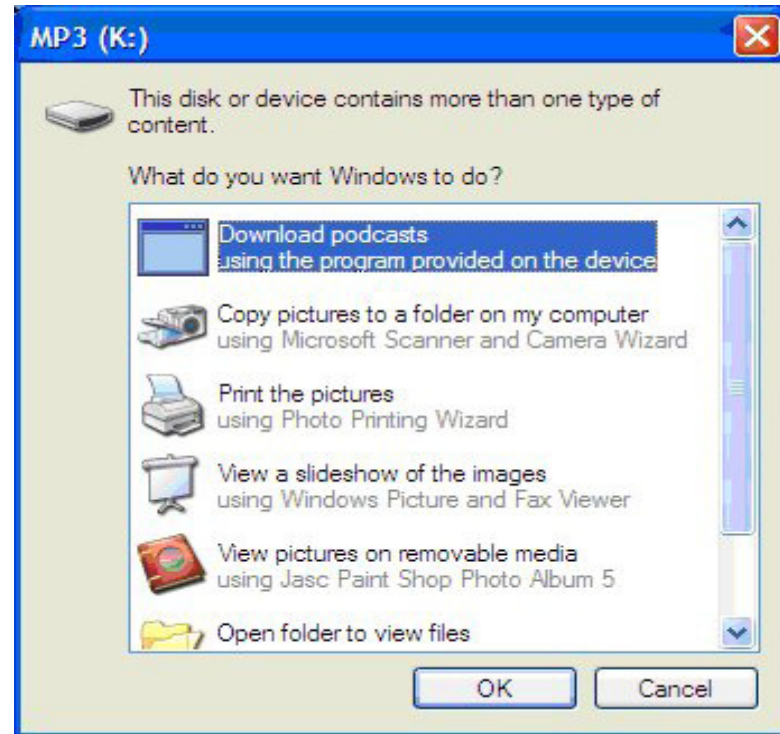 MP3 (K:)
This disk or device contains more than one type of
content.
What do you want Windows to do?
Download podcasts
using the program provided on the device
Copy pictures to a folder on my computer
using Microsoft Scanner and Camera Wizard
Print the pictures
using Photo Printing Wizard
View a slideshow of the images
using Windows Picture and Fax Viewer
View pictures on removable media
using Jasc Paint Shop Photo Album 5
Open folder to view files
OK Cancel